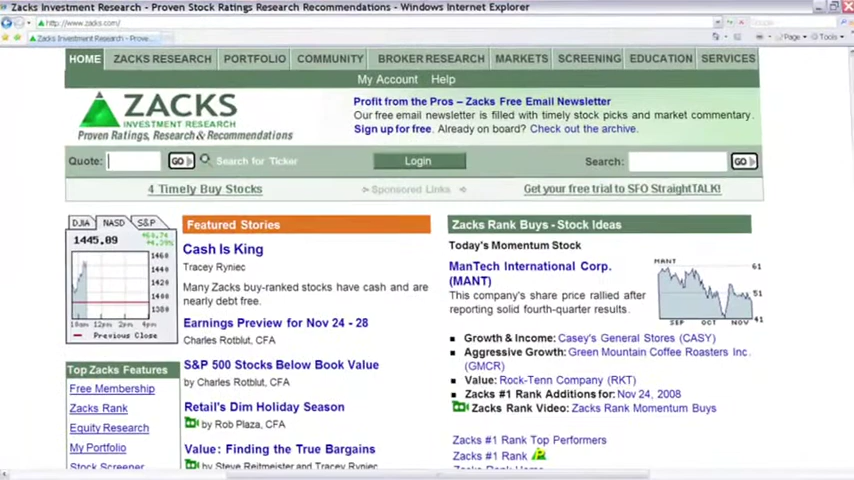 Zacks Investment Research - Proven Stock Ratings Research Recommendations - Windows Internet Explorer
http://www.zacks.com/
Zacks Investment Research - Prove...
Page
Tools
HOME ZACKS RESEARCH PORTFOLIO COMMUNITY BROKER RESEARCH MARKETS SCREENING EDUCATION SERVICES
My Account Help
ZACKS
INVESTMENT RESEARCH
Proven Ratings, Research & Recommendations
Profit from the Pros – Zacks Free Email Newsletter
Our free email newsletter is filled with timely stock picks and market commentary.
Sign up for free. Already on board? Check out the archive.
Quote: GO Search for Ticker Login Search: GO
4 Timely Buy Stocks Sponsored Links Get your free trial to SFO StraightTALK!
DJIA NASD S&P
1445.89
1460
1440
1420
1400
1380
10am 12pm 2pm 4pm
Previous Close
Top Zacks Features
Free Membership
Zacks Rank
Equity Research
My Portfolio
Stock Screener
Featured Stories
Cash Is King
Tracey Ryniec
Many Zacks buy-ranked stocks have cash and are
nearly debt free.
Earnings Preview for Nov 24 - 28
Charles Rotblut, CFA
S&P 500 Stocks Below Book Value
by Charles Rotblut, CFA
Retail's Dim Holiday Season
by Rob Plaza, CFA
Value: Finding the True Bargains
by Steve Reitmeister and Tracey Ryniec
Zacks Rank Buys - Stock Ideas
Today's Momentum Stock
ManTech International Corp.
(MANT)
This company's share price rallied after
reporting solid fourth-quarter results.
MANT
61
51
41
SEP OCT NOV
Growth & Income: Casey's General Stores (CASY)
Aggressive Growth: Green Mountain Coffee Roasters Inc.
(GMCR)
Value: Rock-Tenn Company (RKT)
Zacks #1 Rank Additions for: Nov 24, 2008
Zacks Rank Video: Zacks Rank Momentum Buys
Zacks #1 Rank Top Performers
Zacks #1 Rank